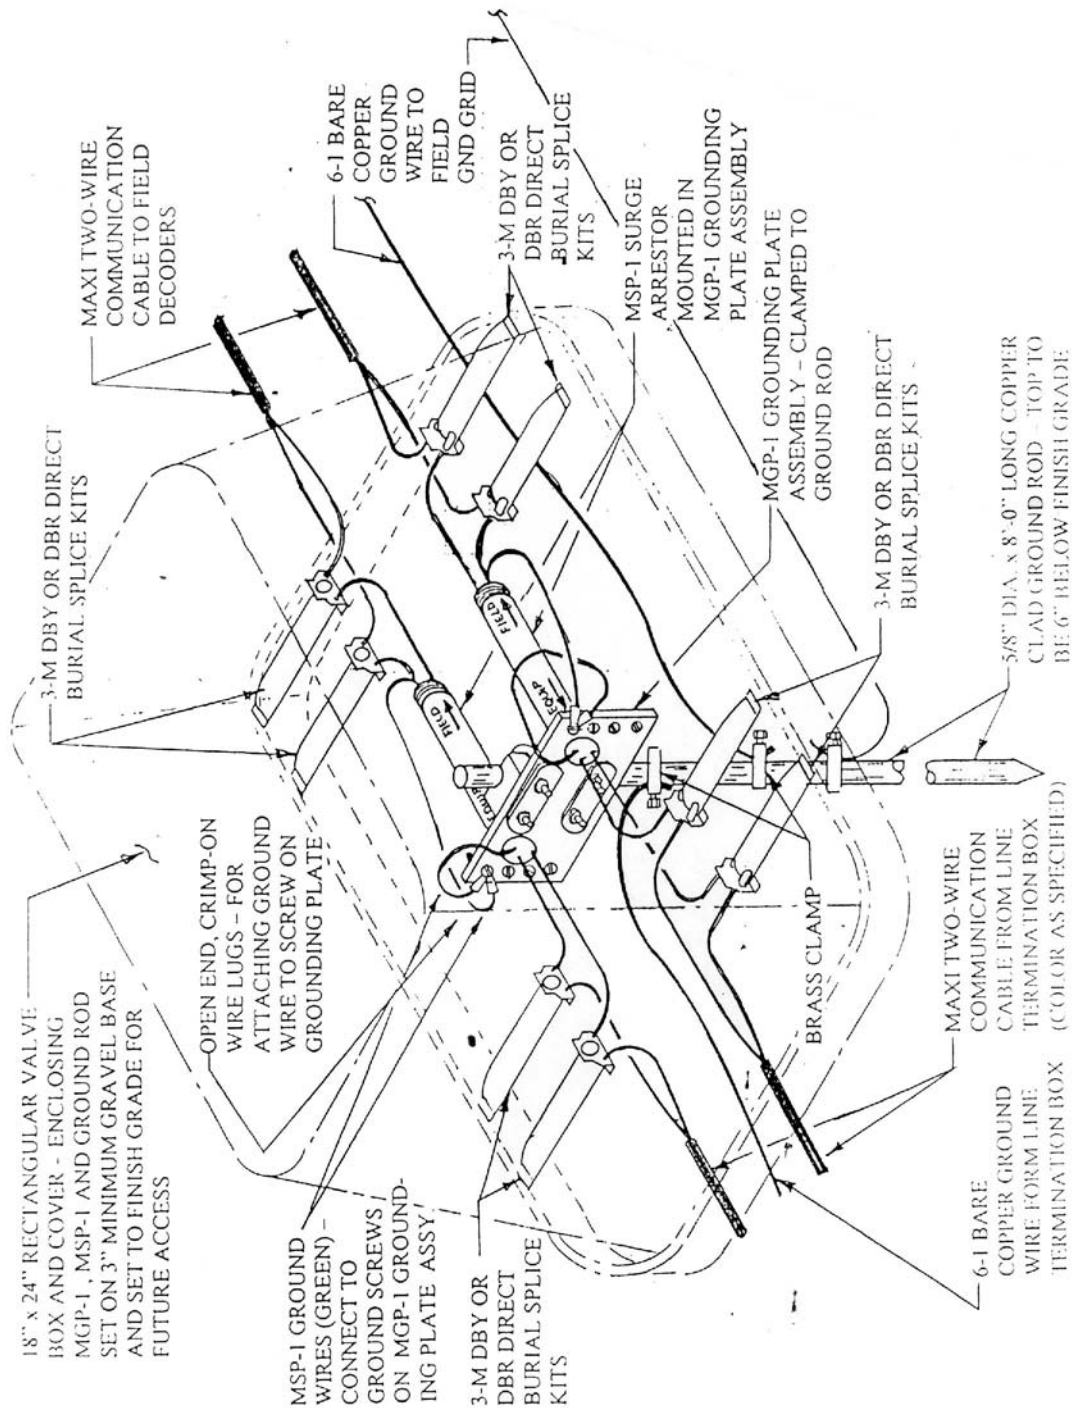 18" x 24" RECTANGULAR VALVE
BOX AND COVER - ENCLOSING
MGP-1 , MSP-1 AND GROUND ROD
SET ON 3" MINIMUM GRAVEL BASE
AND SET TO FINISH GRADE FOR
FUTURE ACCESS
OPEN END, CRIMP-ON
WIRE LUGS – FOR
ATTACHING GROUND
WIRE TO SCREW ON
GROUNDING PLATE
3-M DBY OR DBR DIRECT
BURIAL SPLICE KITS
MAXI TWO-WIRE
COMMUNICATION
CABLE TO FIELD
DECODERS
6-1 BARE
COPPER
GROUND
WIRE TO
FIELD
GND GRID
3-M DBY OR
DBR DIRECT
BURIAL SPLICE
KITS
MSP-1 SURGE
ARRESTOR
MOUNTED IN
MGP-1 GROUNDING
PLATE ASSEMBLY
MGP-1 GROUNDING PLATE
ASSEMBLY – CLAMPED TO
GROUND ROD
3-M DBY OR DBR DIRECT
BURIAL SPLICE KITS
5/8" DIA. x 8'-0" LONG COPPER
CLAD GROUND ROD – TOP TO
BE 6" BELOW FINISH GRADE
FIELD
FIELD
EQUIP
MSP-1 GROUND
WIRES (GREEN) –
CONNECT TO
GROUND SCREWS
ON MGP-1 GROUND-
ING PLATE ASSY
3-M DBY OR
DBR DIRECT
BURIAL SPLICE
KITS
BRASS CLAMP
MAXI TWO-WIRE
COMMUNICATION
CABLE FROM LINE
TERMINATION BOX
(COLOR AS SPECIFIED)
6-1 BARE
COPPER GROUND
WIRE FORM LINE
TERMINATION BOX